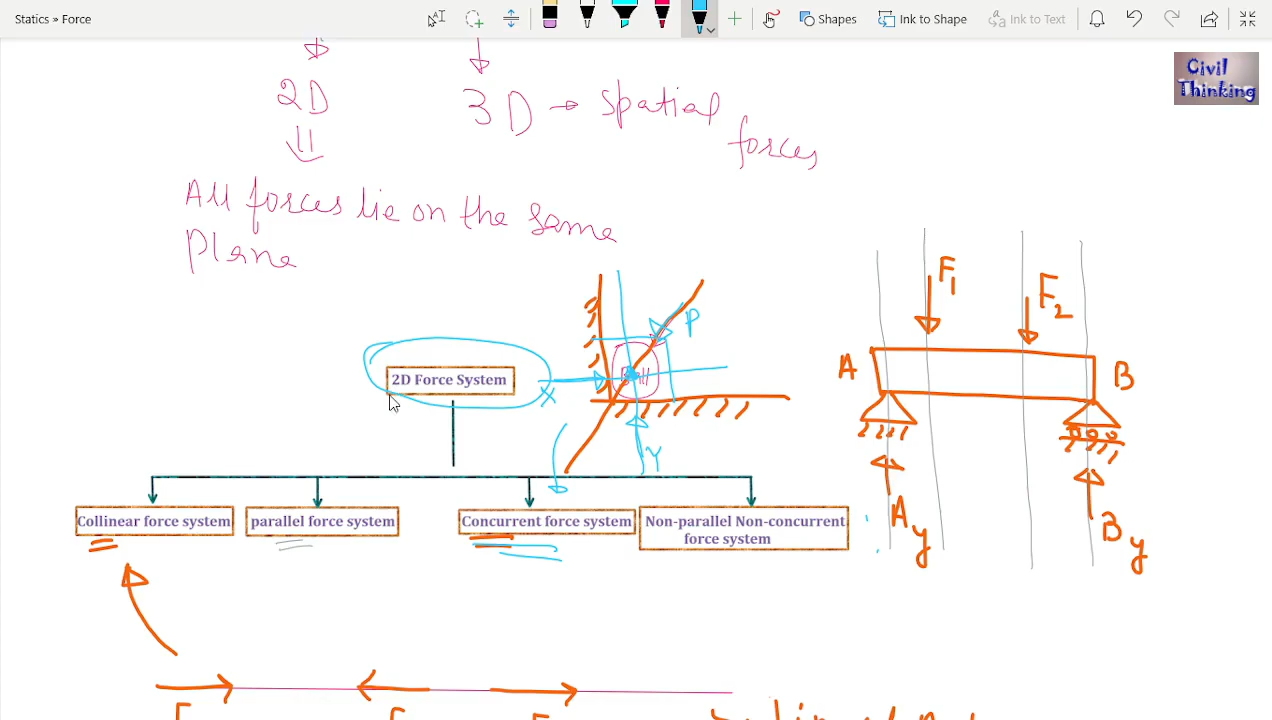 Statics » Force
Shapes
Ink to Shape
Ink to Text
Civil
Thinking
2D
3D → spatial
forces
All forces lie on the same
Plane
F1
F2
P
A
B
2D Force System
Ball
X
Y
Collinear force system
parallel force system
Concurrent force system
Non-parallel Non-concurrent
force system
Ay
By